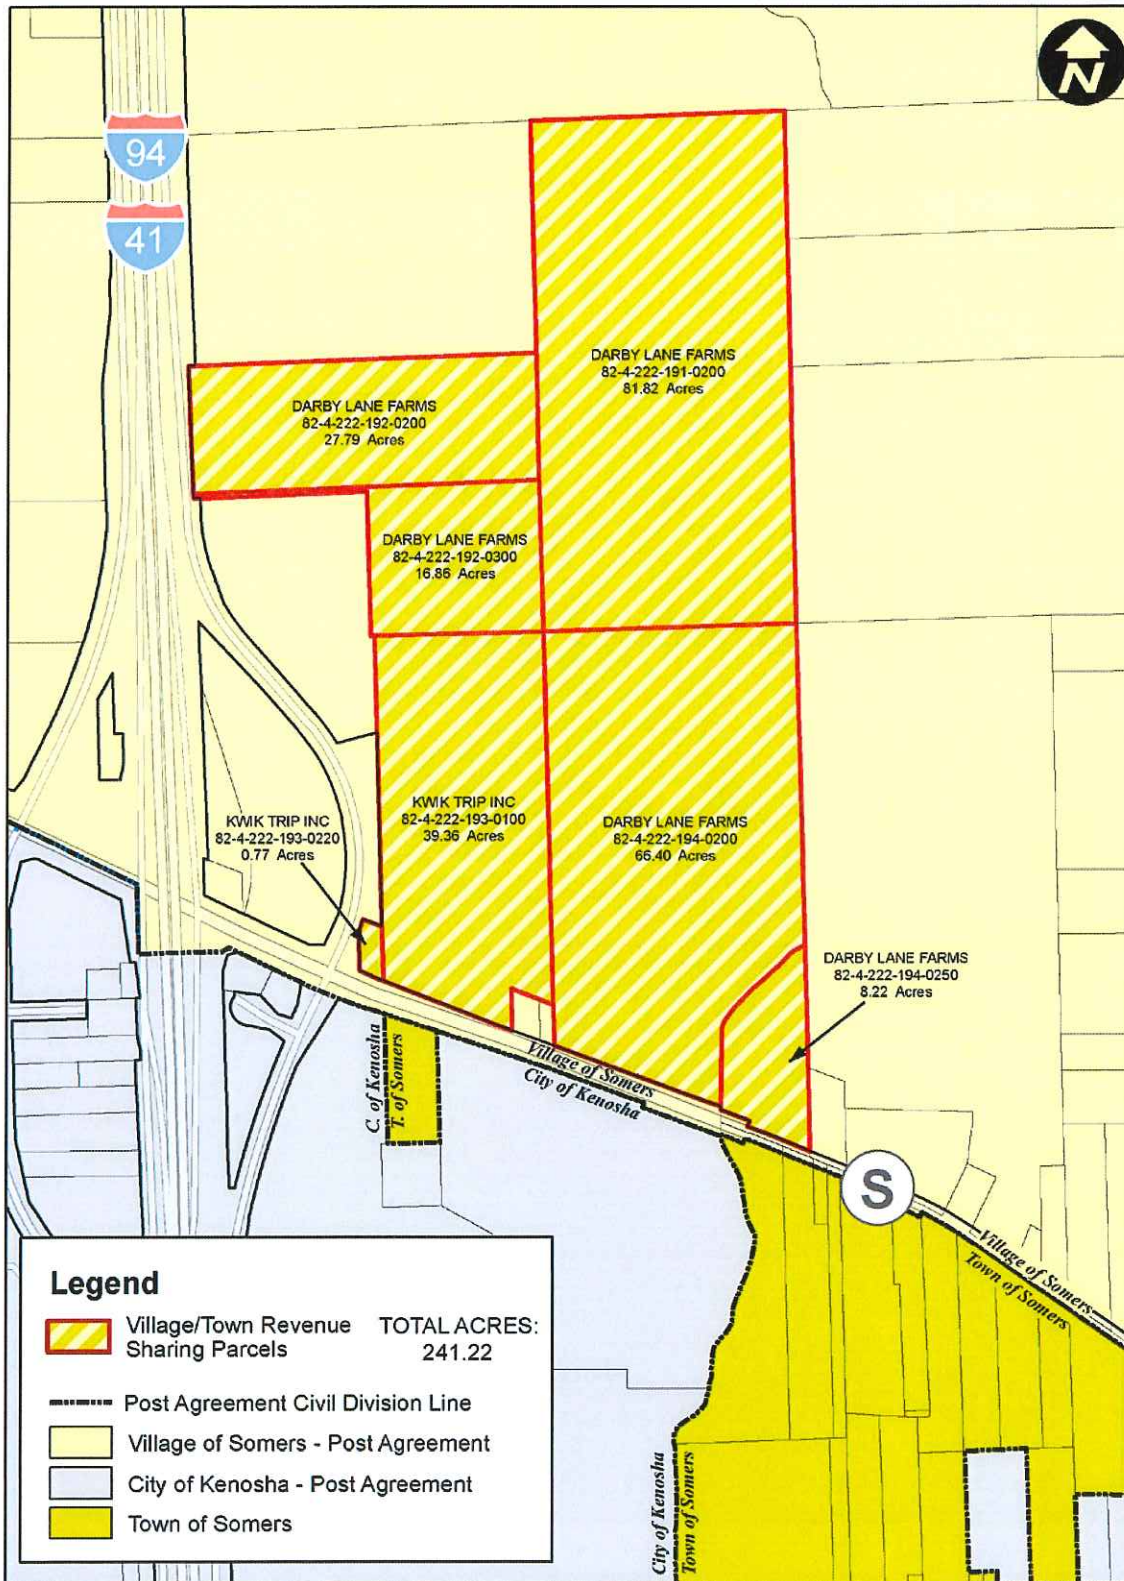 N
94
41
DARBY LANE FARMS
82-4-222-191-0200
81.82 Acres
DARBY LANE FARMS
82-4-222-192-0200
27.79 Acres
DARBY LANE FARMS
82-4-222-192-0300
16.86 Acres
KWIK TRIP INC
82-4-222-193-0220
0.77 Acres
KWIK TRIP INC
82-4-222-193-0100
39.36 Acres
DARBY LANE FARMS
82-4-222-194-0200
66.40 Acres
DARBY LANE FARMS
82-4-222-194-0250
8.22 Acres
C. of Kenosha
T. of Somers
Village of Somers
City of Kenosha
S
Village of Somers
Town of Somers
City of Kenosha
Town of Somers
Legend
Village/Town Revenue
Sharing Parcels
TOTAL ACRES:
241.22
Post Agreement Civil Division Line
Village of Somers - Post Agreement
City of Kenosha - Post Agreement
Town of Somers